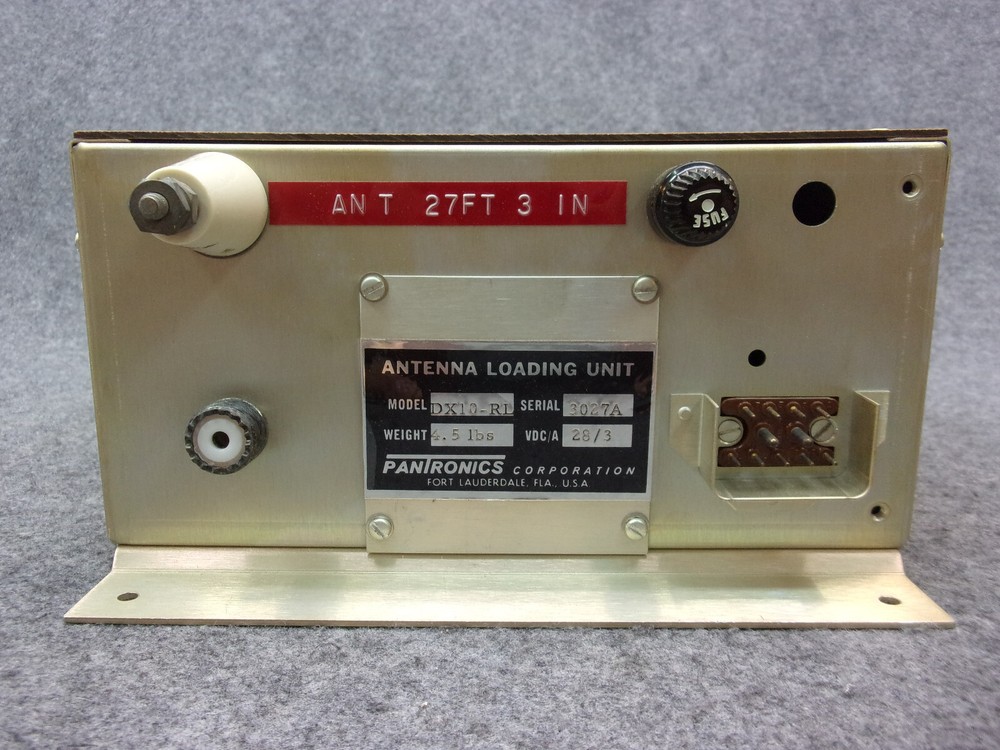 ANT 27FT 3 IN
FUSE
ANTENNA LOADING UNIT
MODEL DX10-RL SERIAL 3027A
WEIGHT 4.5 lbs VDC/A 28/3
PANTRONICS CORPORATION
FORT LAUDERDALE, FLA., U.S.A.